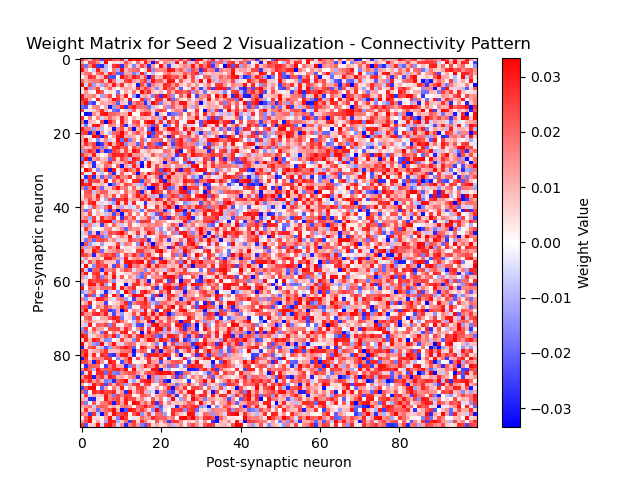 Weight Matrix for Seed 2 Visualization - Connectivity Pattern
0
20
40
60
80
Pre-synaptic neuron
0 20 40 60 80
Post-synaptic neuron
0.03
0.02
0.01
0.00
−0.01
−0.02
−0.03
Weight Value